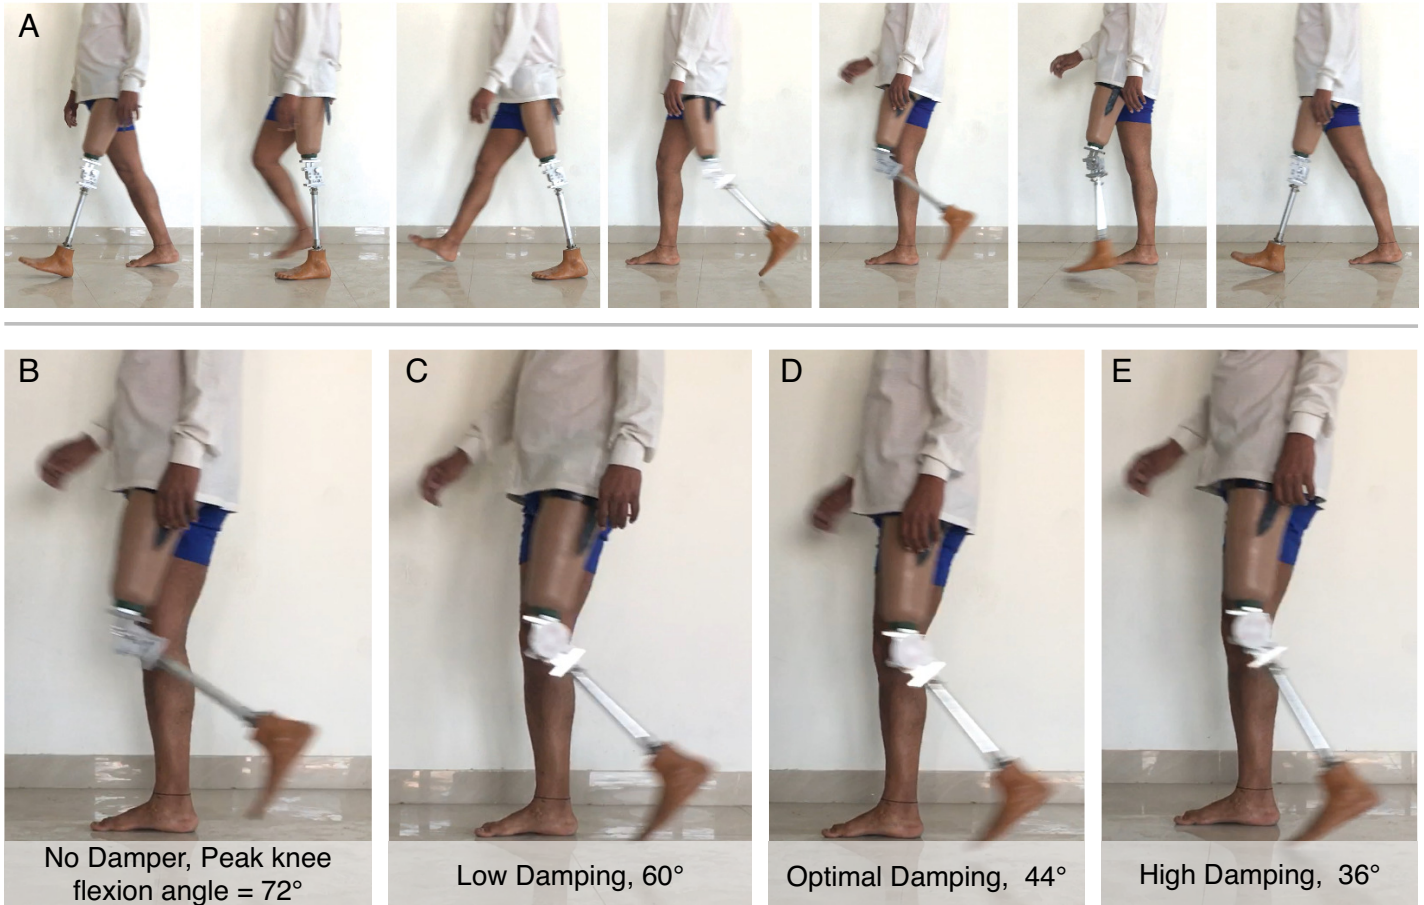 A
B
C
D
E
No Damper, Peak knee
flexion angle = 72°
Low Damping, 60°
Optimal Damping, 44°
High Damping, 36°